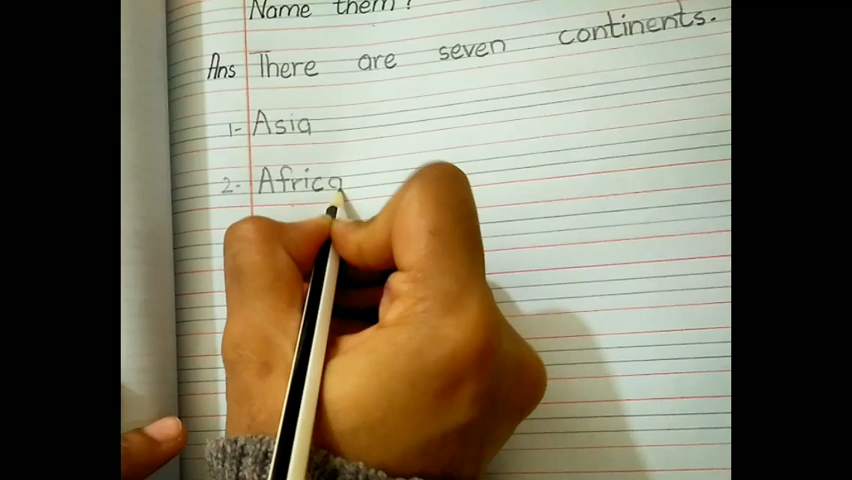 Name them?
Ans There are seven continents.
1- Asia
2- Africa